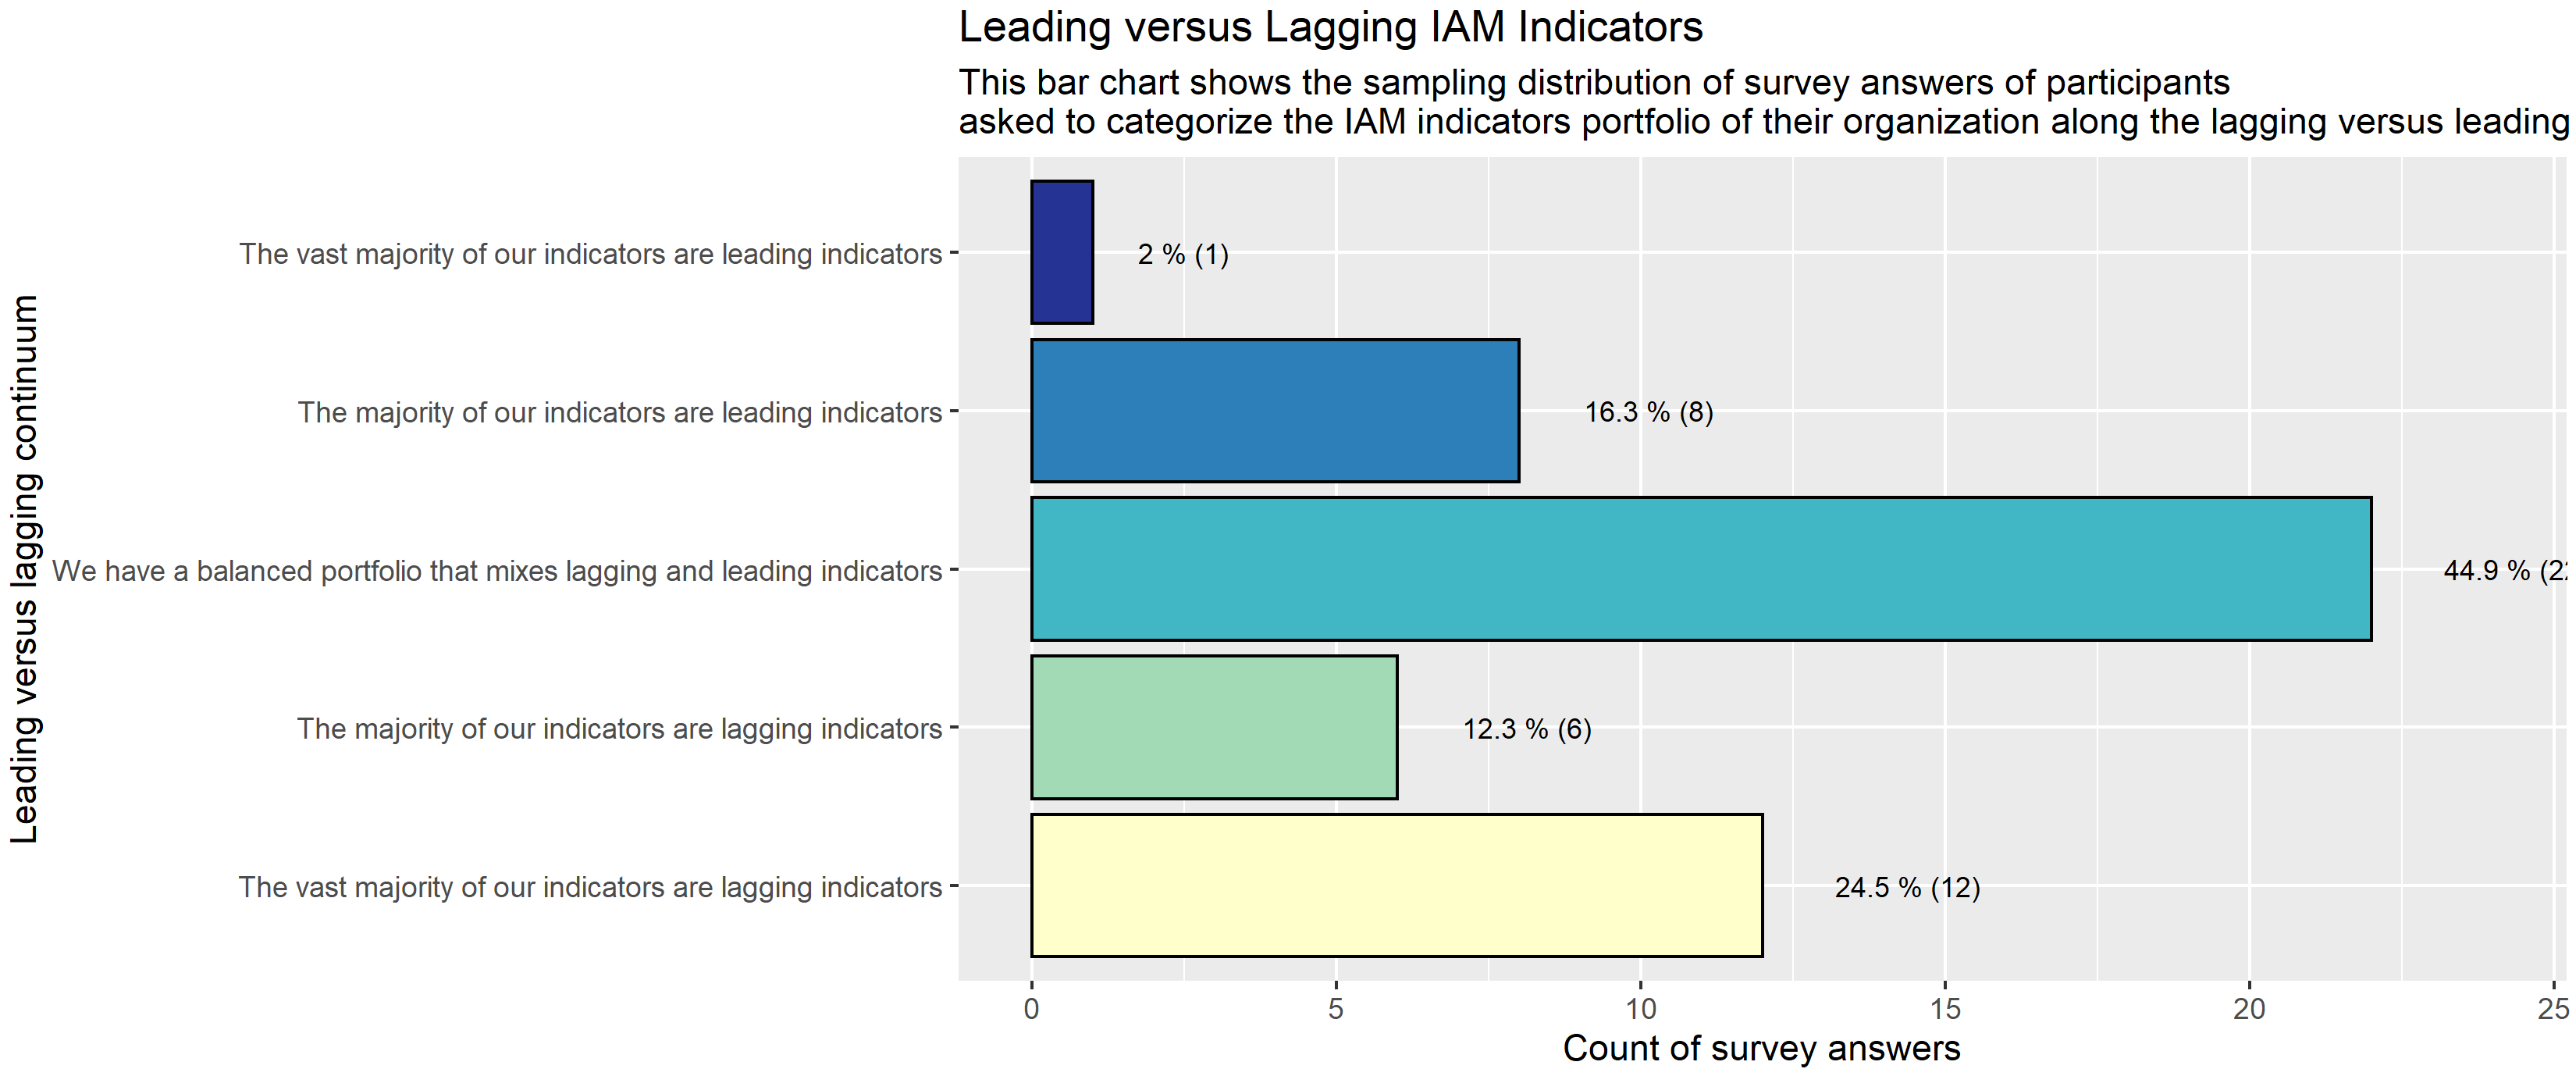 Leading versus Lagging IAM Indicators
This bar chart shows the sampling distribution of survey answers of participants
asked to categorize the IAM indicators portfolio of their organization along the lagging versus leading
Leading versus lagging continuum
The vast majority of our indicators are leading indicators
2 % (1)
The majority of our indicators are leading indicators
16.3 % (8)
We have a balanced portfolio that mixes lagging and leading indicators
44.9 % (2
The majority of our indicators are lagging indicators
12.3 % (6)
The vast majority of our indicators are lagging indicators
24.5 % (12)
0 5 10 15 20 25
Count of survey answers